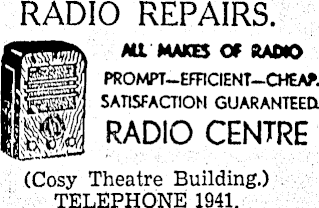 RADIO REPAIRS.
ALL MAKES OF RADIO
PROMPT—EFFICIENT—CHEAP.
SATISFACTION GUARANTEED.
RADIO CENTRE
(Cosy Theatre Building.)
TELEPHONE 1941.